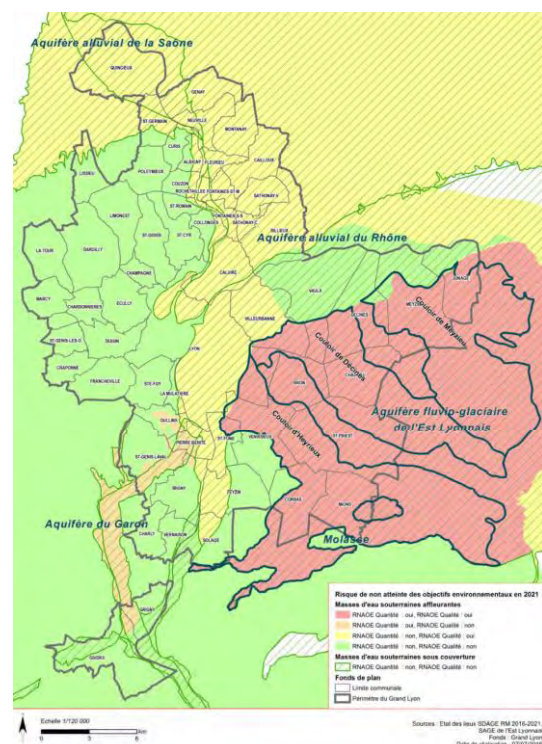 Aquifère alluvial de la Saône
QUINCIEUX
GENAY
ST-GERMAIN
NEUVILLE
MONTANAY
CURIS
ALBIGNY
FLEURIEU
CAILLOUX
LISSIEU
POLEYMIEUX
COUZON
ROCHETAILLEE
FONTAINES-ST-M
SATHONAY-V
ST-ROMAIN
LIMONEST
FONTAINES-S-S
COLLONGES
SATHONAY-C
RILLIEUX
ST-DIDIER
ST-CYR
Aquifère alluvial du Rhône
LA TOUR
DARDILLY
CHAMPAGNE
CALUIRE
JONAGE
MARCY
CHARBONNIERES
ECULLY
VAULX
MEYZIEU
Couloir de Meyzieu
VILLEURBANNE
DECINES
ST-GENIS-LES-O
TASSIN
LYON
Couloir de Décines
CRAPONNE
FRANCHEVILLE
STE-FOY
BRON
LA MULATIERE
Aquifère fluvio-glaciaire
de l'Est Lyonnais
Couloir d'Heyrieux
OULLINS
ST-PRIEST
PIERRE-BENITE
ST-FONS
VENISSIEUX
ST-GENIS-LAVAL
IRIGNY
FEYZIN
CORBAS
MIONS
Aquifère du Garon
CHARLY
VERNAISON
SOLAIZE
Molasse
GRIGNY
GIVORS
Risque de non atteinte des objectifs environnementaux en 2021
Masses d'eau souterraines affleurantes
RNAOE Quantité : oui, RNAOE Qualité : oui
RNAOE Quantité : oui, RNAOE Qualité : non
RNAOE Quantité : non, RNAOE Qualité : oui
RNAOE Quantité : non, RNAOE Qualité : non
Masses d'eau souterraines sous couverture
RNAOE Quantité : non, RNAOE Qualité : non
Fonds de plan
Limite communale
Périmètre du Grand Lyon
Echelle 1/120 000
0 3 6
km
Sources : Etat des lieux SDAGE RM 2016-2021,
SAGE de l'Est Lyonnais
Fonds : Grand Lyon